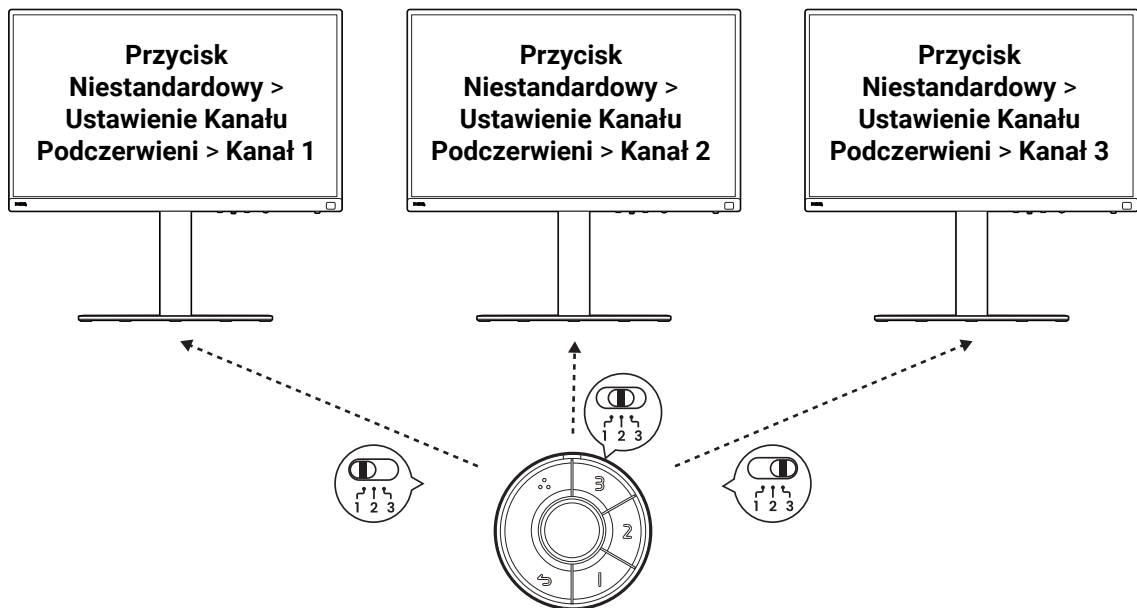 Przycisk
Niestandardowy >
Ustawienie Kanału
Podczerwieni > Kanał 1
Przycisk
Niestandardowy >
Ustawienie Kanału
Podczerwieni > Kanał 2
Przycisk
Niestandardowy >
Ustawienie Kanału
Podczerwieni > Kanał 3
1 2 3
1 2 3
1 2 3
3
2
1